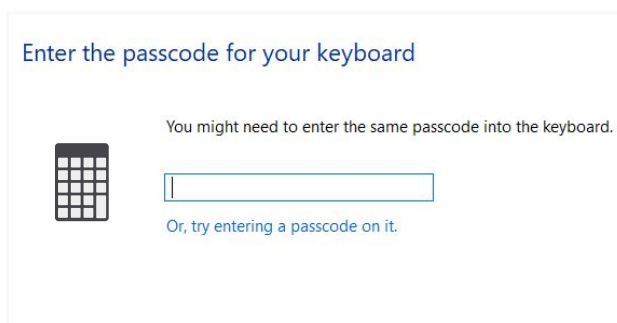 Enter the passcode for your keyboard
You might need to enter the same passcode into the keyboard.
Or, try entering a passcode on it.